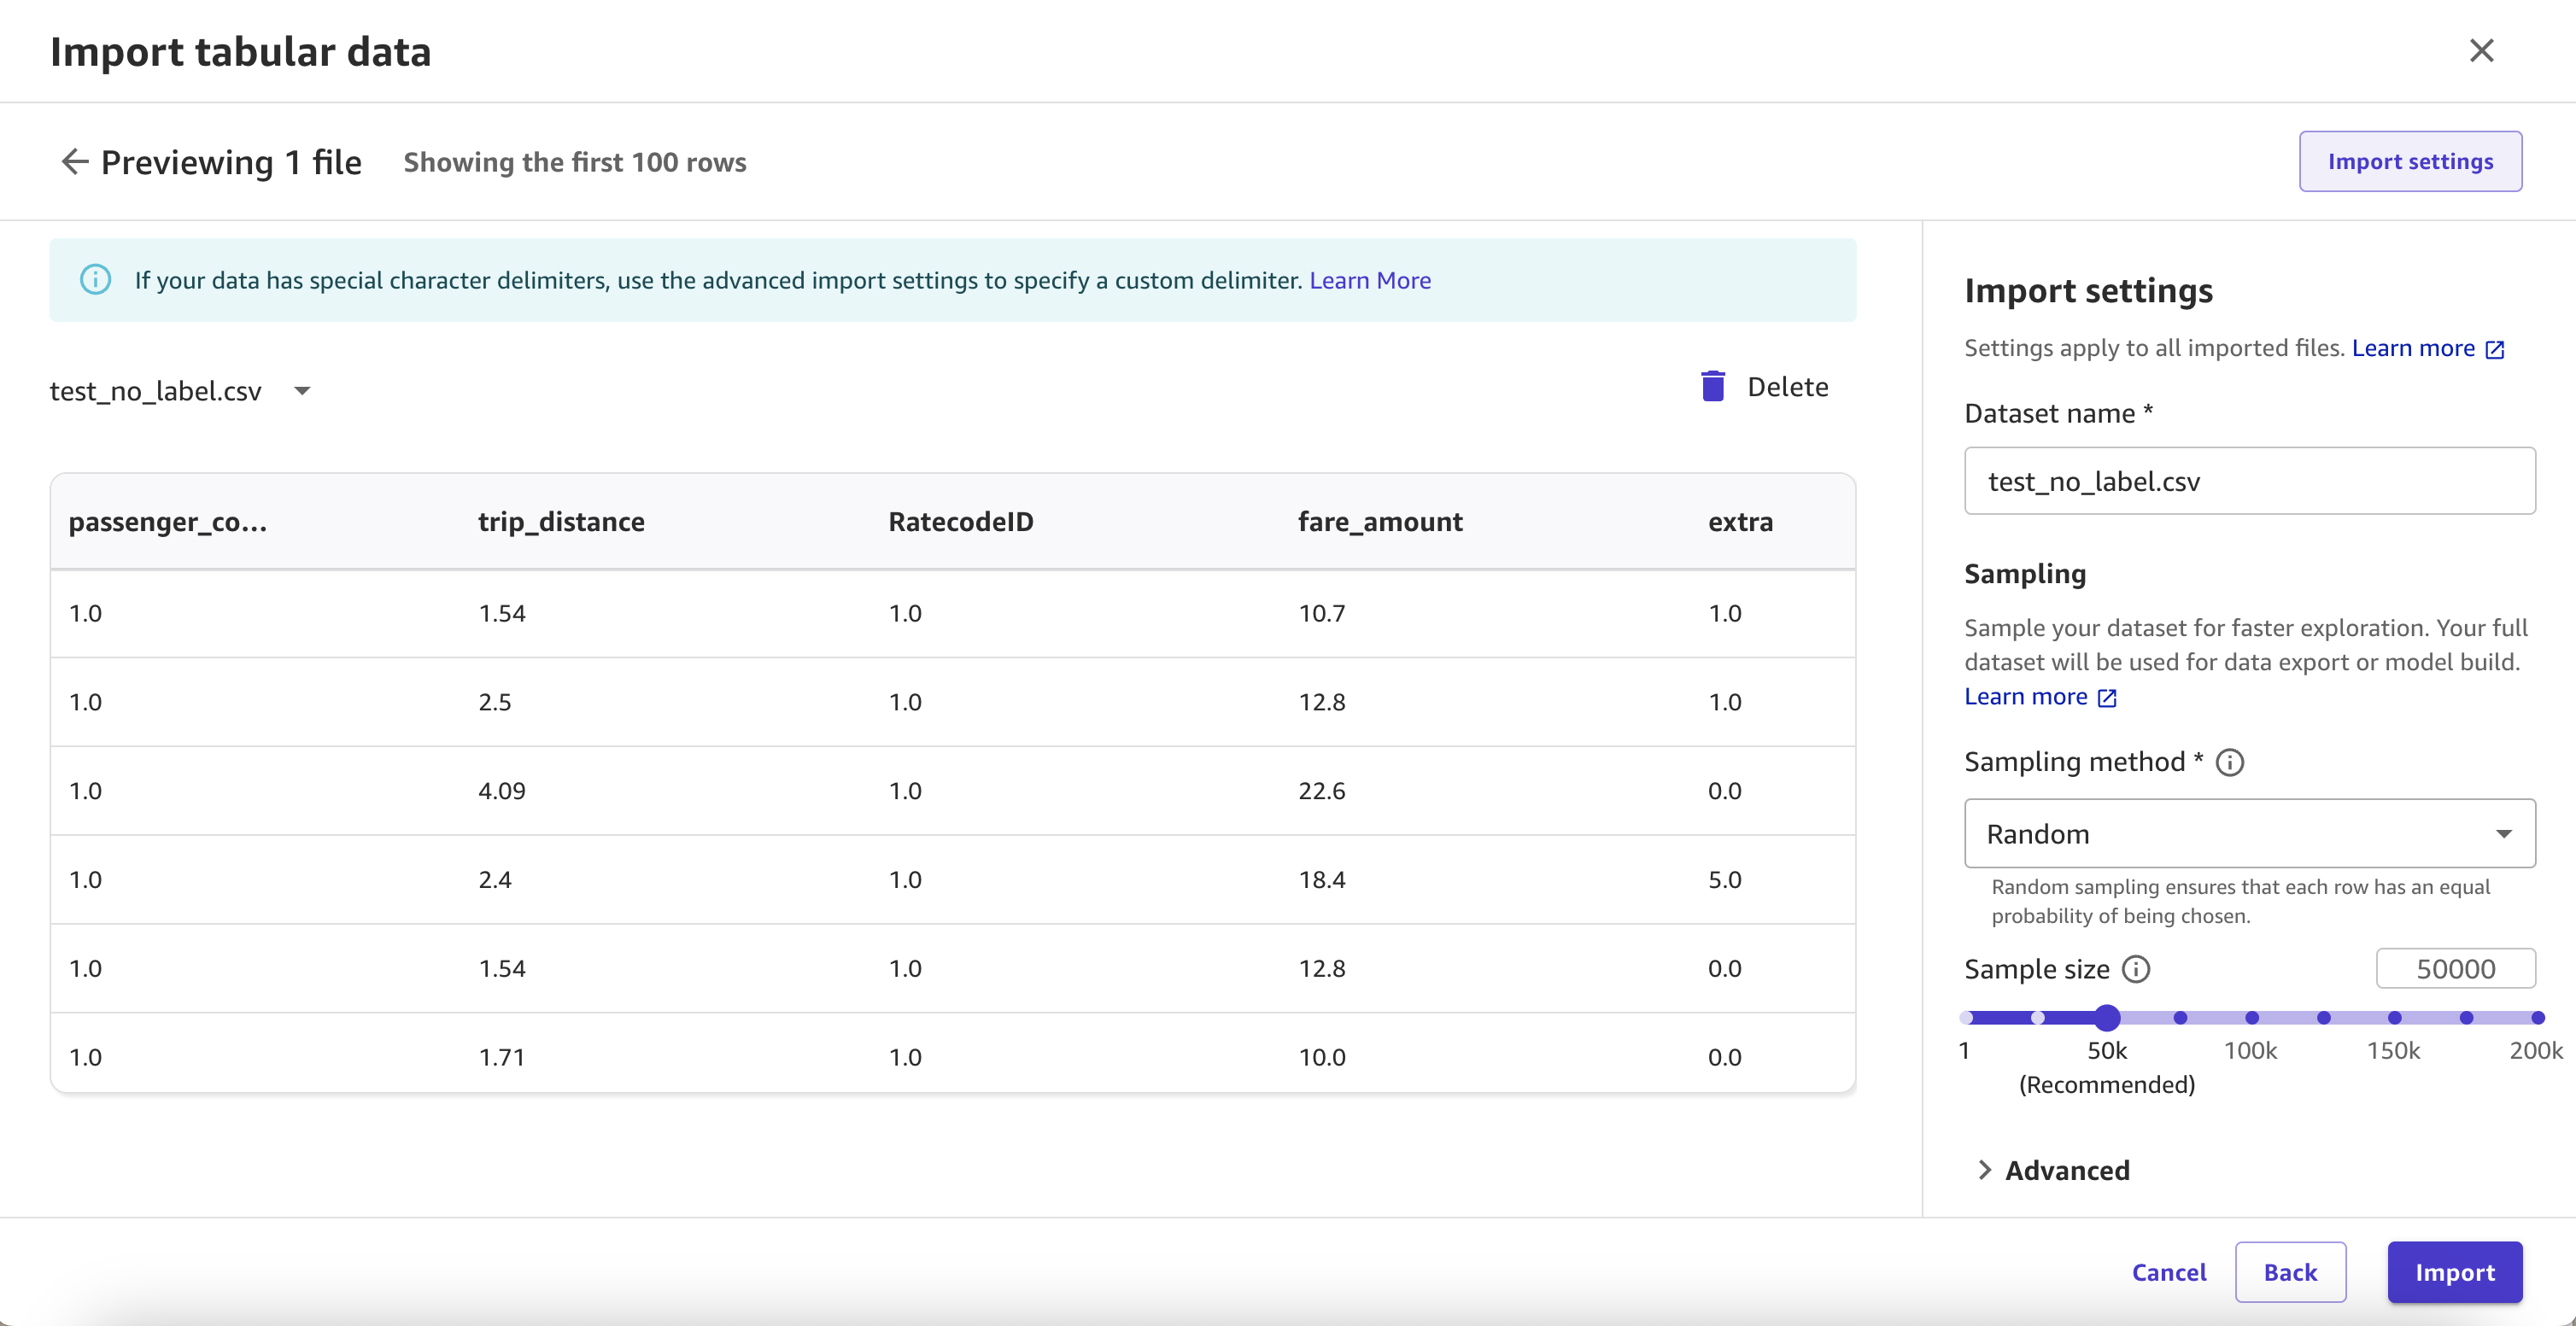 Import tabular data
Previewing 1 file Showing the first 100 rows
Import settings
If your data has special character delimiters, use the advanced import settings to specify a custom delimiter. Learn More
test_no_label.csv
Delete
passenger_co... trip_distance RatecodeID fare_amount extra
1.0 1.54 1.0 10.7 1.0
1.0 2.5 1.0 12.8 1.0
1.0 4.09 1.0 22.6 0.0
1.0 2.4 1.0 18.4 5.0
1.0 1.54 1.0 12.8 0.0
1.0 1.71 1.0 10.0 0.0
Import settings
Settings apply to all imported files. Learn more
Dataset name *
test_no_label.csv
Sampling
Sample your dataset for faster exploration. Your full
dataset will be used for data export or model build.
Learn more
Sampling method *
Random
Random sampling ensures that each row has an equal
probability of being chosen.
Sample size 50000
1 50k 100k 150k 200k
(Recommended)
Advanced
Cancel Back Import